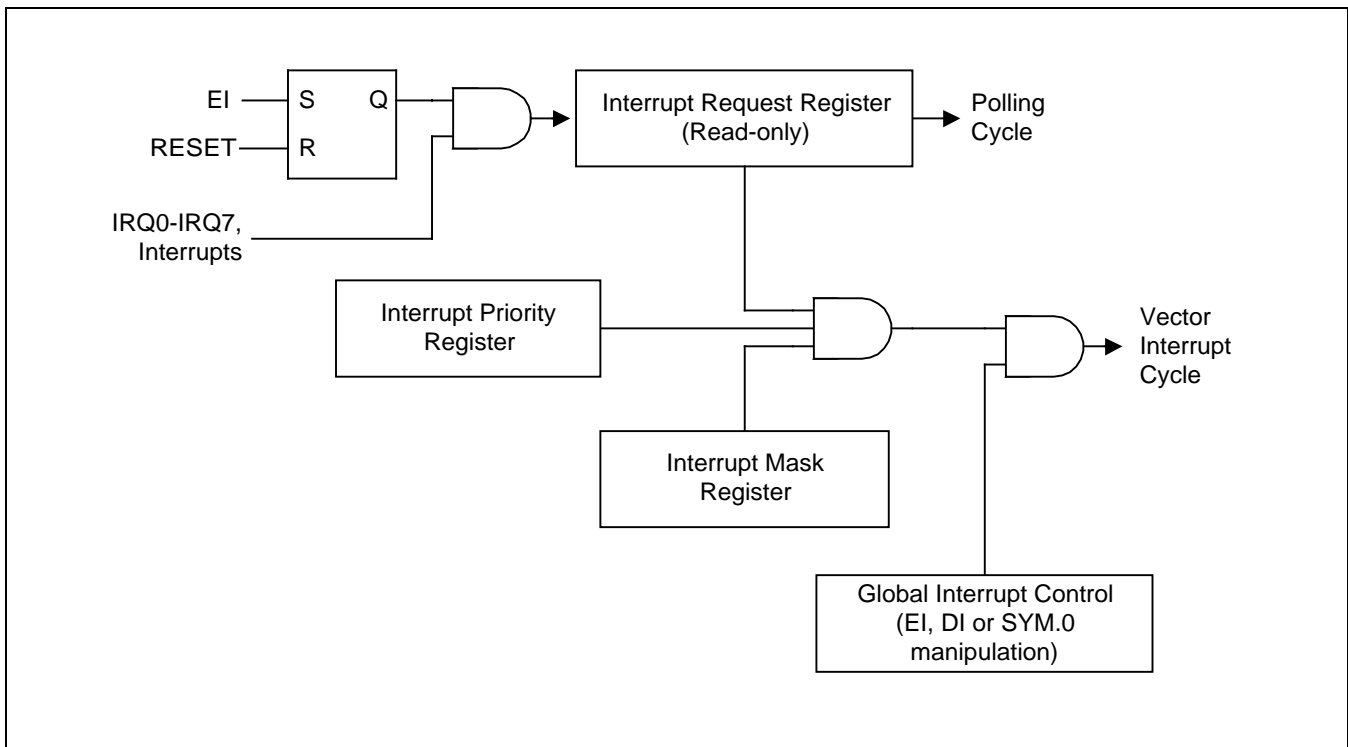 EI
S
Q
RESET
R
IRQ0-IRQ7,
Interrupts
Interrupt Request Register
(Read-only)
Polling
Cycle
Interrupt Priority
Register
Vector
Interrupt
Cycle
Interrupt Mask
Register
Global Interrupt Control
(EI, DI or SYM.0
manipulation)